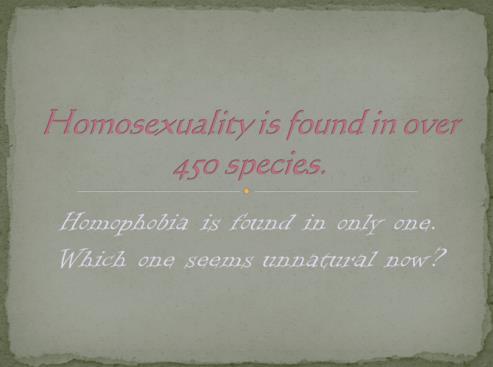 Homosexuality is found in over
450 species.
Homophobia is found in only one.
Which one seems unnatural now?